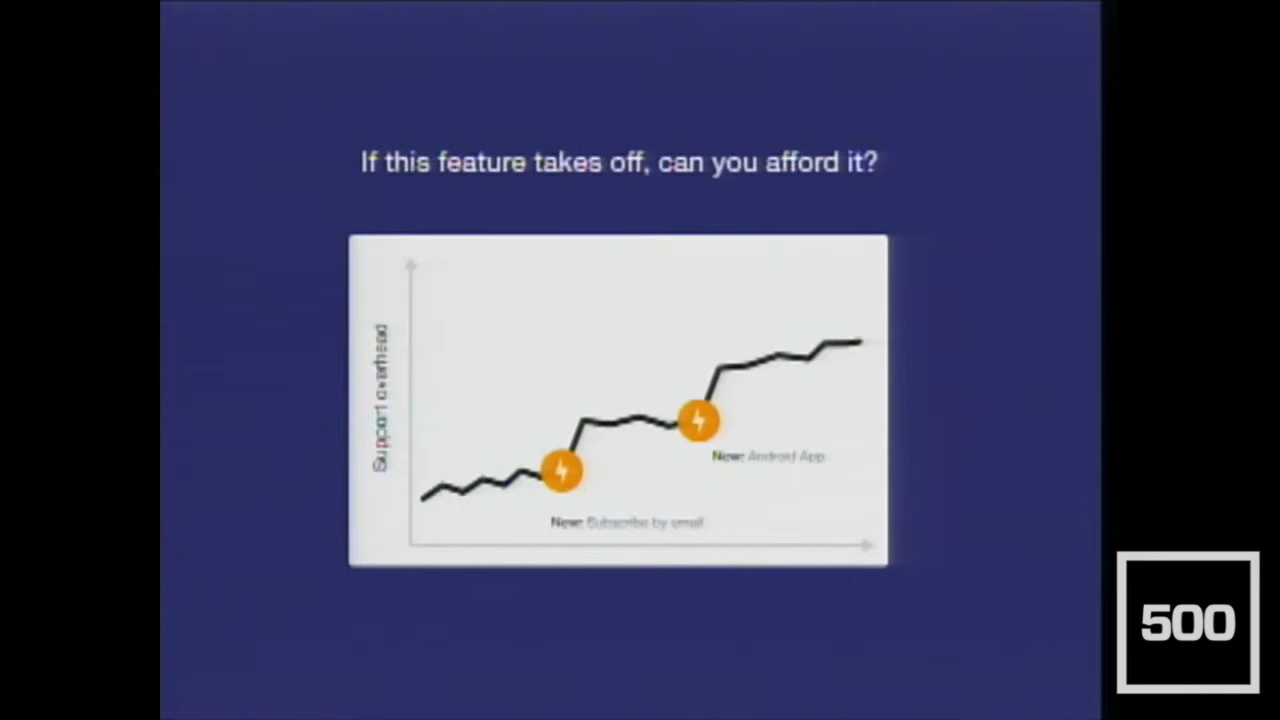 If this feature takes off, can you afford it?
Support overhead
New: Android App
New: Subscribe by email
500